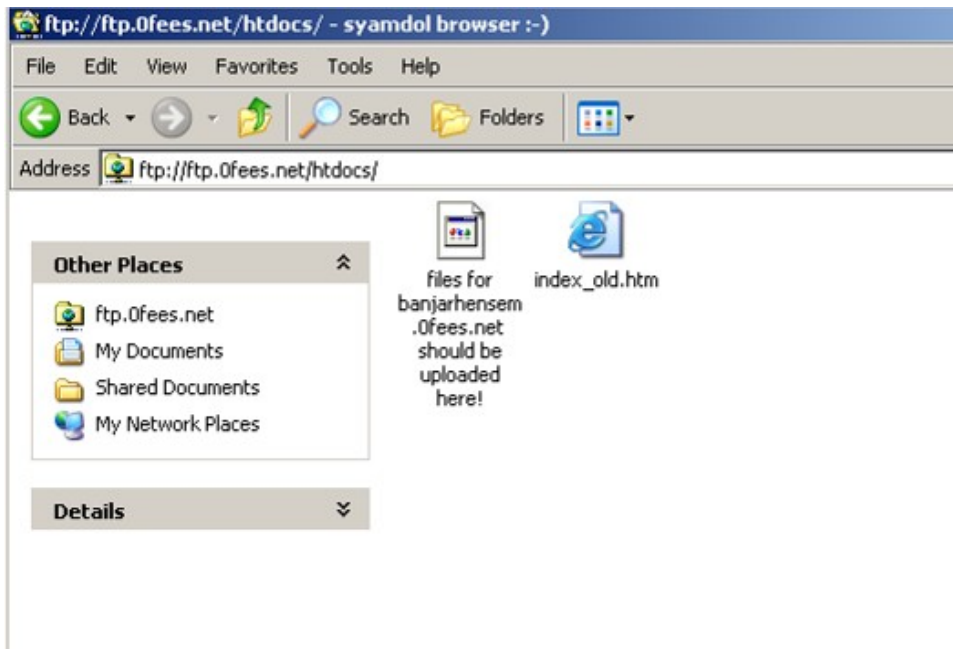 ftp://ftp.0fees.net/htdocs/ - syamdol browser :-)
File Edit View Favorites Tools Help
Back Search Folders
Address ftp://ftp.0fees.net/htdocs/
Other Places
ftp.0fees.net
My Documents
Shared Documents
My Network Places
Details
files for
banjarhensem
.0fees.net
should be
uploaded
here!
index_old.htm